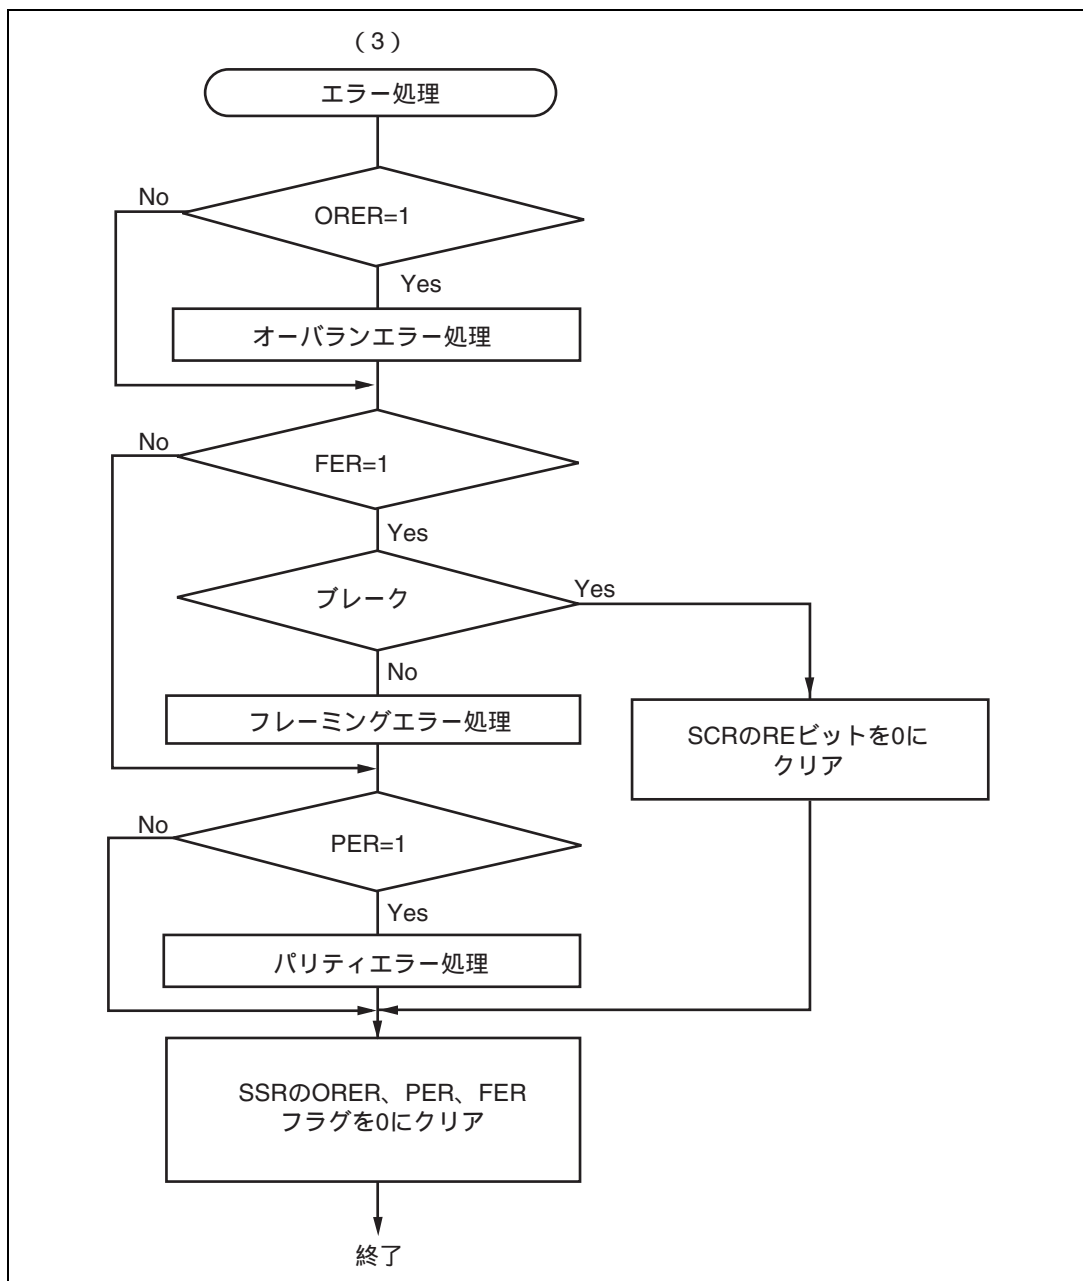 （3）
エラー処理
No
ORER=1
Yes
オーバランエラー処理
No
FER=1
Yes
ブレーク
Yes
No
フレーミングエラー処理
SCRのREビットを0に
クリア
No
PER=1
Yes
パリティエラー処理
SSRのORER、PER、FER
フラグを0にクリア
終了